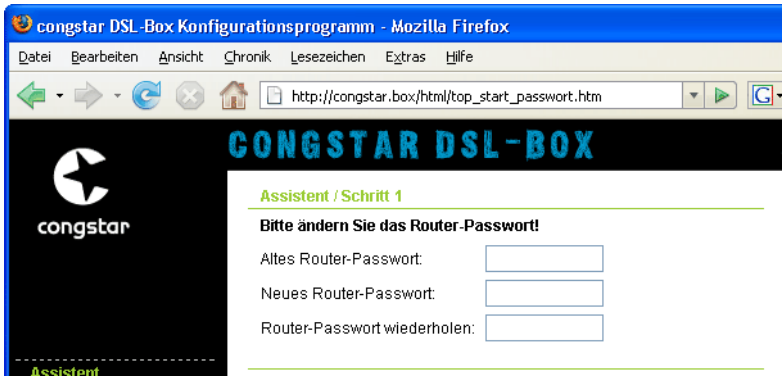 congstar DSL-Box Konfigurationsprogramm - Mozilla Firefox
Datei Bearbeiten Ansicht Chronik Lesezeichen Extras Hilfe
http://congstar.box/html/top_start_passwort.htm
G
CONGSTAR DSL-BOX
congstar
Assistent / Schritt 1
Bitte ändern Sie das Router-Passwort!
Altes Router-Passwort:
Neues Router-Passwort:
Router-Passwort wiederholen:
Assistent